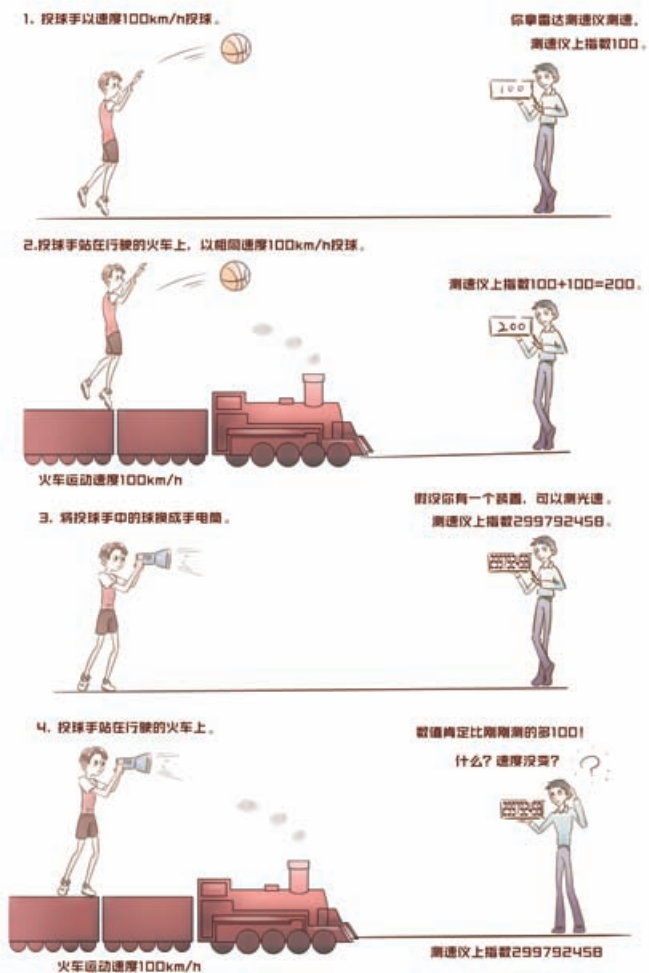 1. 投球手以速度100km/h投球。
你拿雷达测速仪测速，
测速仪上指数100。
100
2.投球手站在行驶的火车上，以相同速度100km/h投球。
测速仪上指数100+100=200。
200
火车运动速度100km/h
假设你有一个装置，可以测光速。
3. 将投球手中的球换成手电筒。
测速仪上指数299792458。
4. 投球手站在行驶的火车上。
数值肯定比刚刚测的多100！
什么？速度没变？
?
测速仪上指数299792458
火车运动速度100km/h